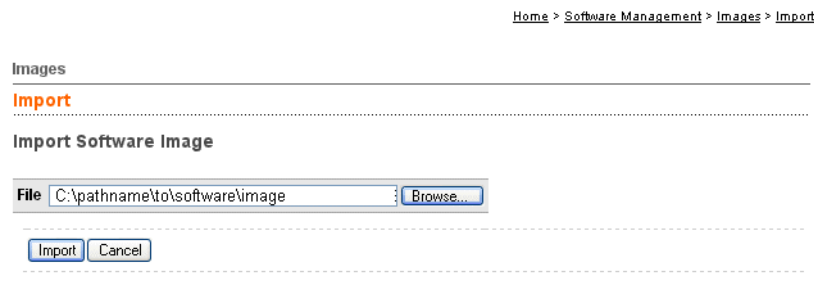 Home > Software Management > Images > Import
Images
Import
Import Software Image
File C:\pathname\to\software\image Browse...
Import Cancel